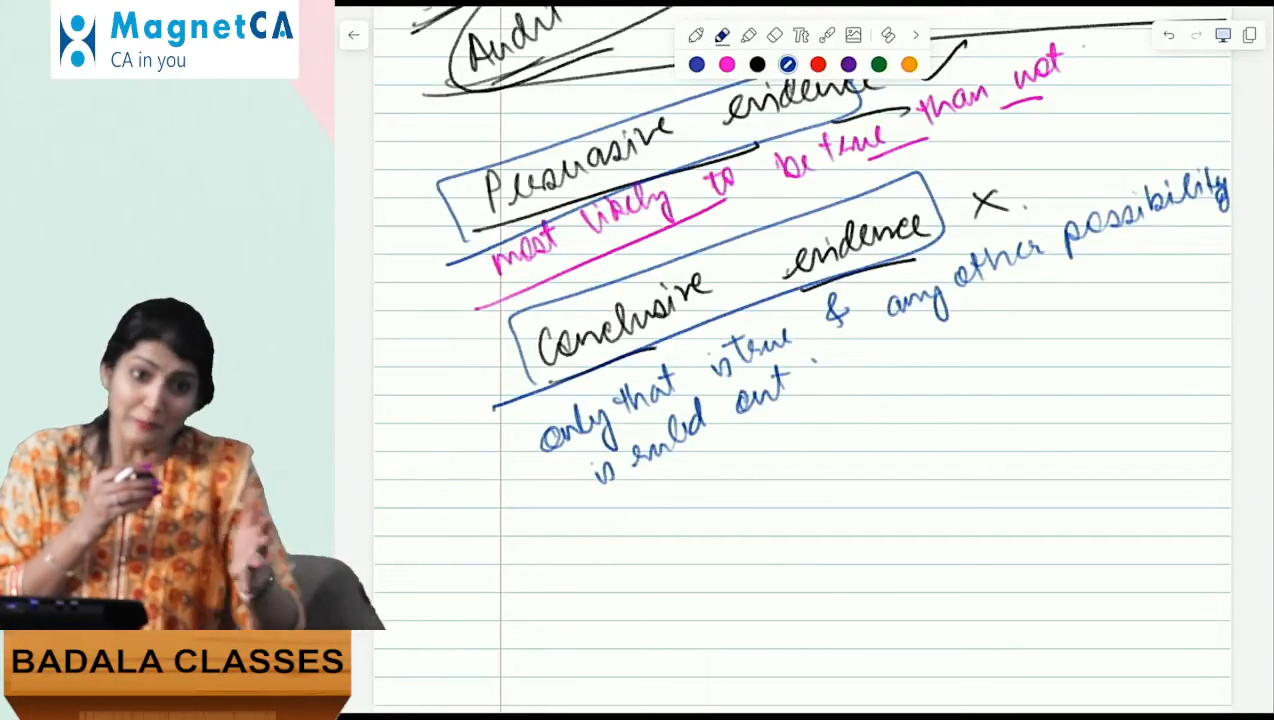 MagnetCA
CA in you
Audit
Persuasive evidence
most likely to be true than not
Conclusive evidence ×
only that is true & any other possibility
is ruled out
BADALA CLASSES